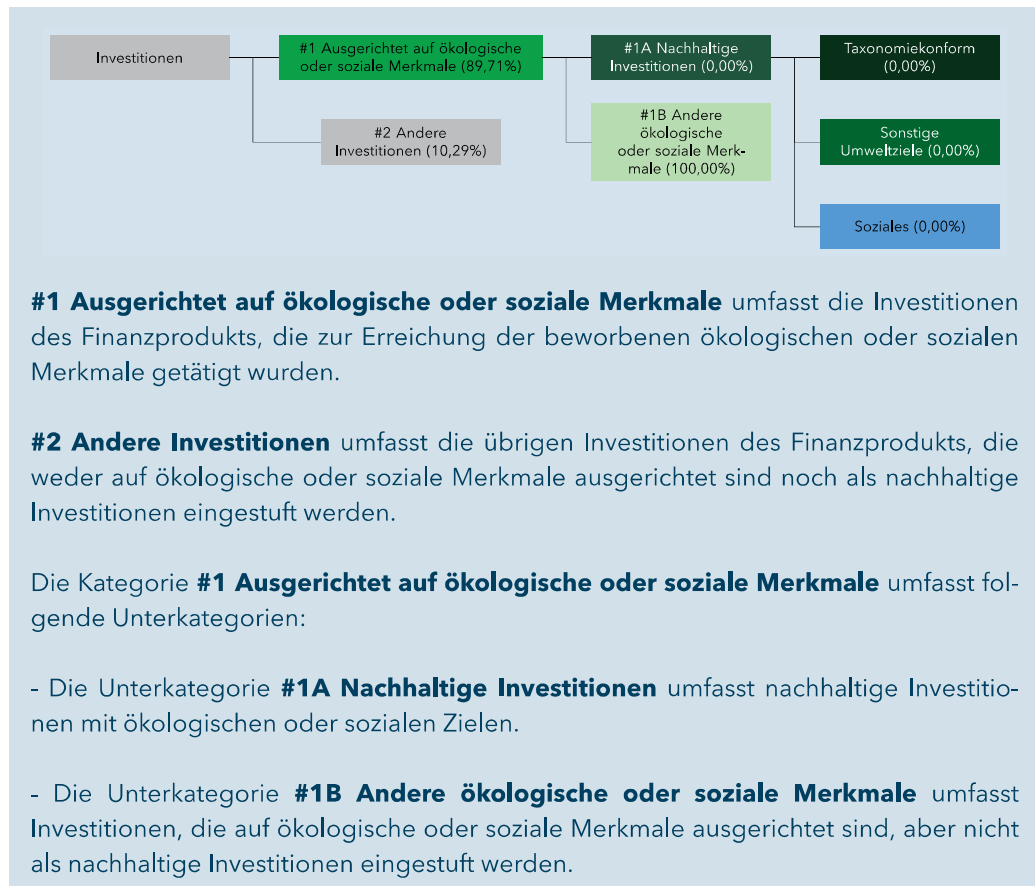 Investitionen
#1 Ausgerichtet auf ökologische
oder soziale Merkmale (89,71%)
#1A Nachhaltige
Investitionen (0,00%)
Taxonomiekonform
(0,00%)
#2 Andere
Investitionen (10,29%)
#1B Andere
ökologische
oder soziale Merk-
male (100,00%)
Sonstige
Umweltziele (0,00%)
Soziales (0,00%)
#1 Ausgerichtet auf ökologische oder soziale Merkmale umfasst die Investitionen
des Finanzprodukts, die zur Erreichung der beworbenen ökologischen oder sozialen
Merkmale getätigt wurden.
#2 Andere Investitionen umfasst die übrigen Investitionen des Finanzprodukts, die
weder auf ökologische oder soziale Merkmale ausgerichtet sind noch als nachhaltige
Investitionen eingestuft werden.
Die Kategorie #1 Ausgerichtet auf ökologische oder soziale Merkmale umfasst fol-
gende Unterkategorien:
- Die Unterkategorie #1A Nachhaltige Investitionen umfasst nachhaltige Investitio-
nen mit ökologischen oder sozialen Zielen.
- Die Unterkategorie #1B Andere ökologische oder soziale Merkmale umfasst
Investitionen, die auf ökologische oder soziale Merkmale ausgerichtet sind, aber nicht
als nachhaltige Investitionen eingestuft werden.